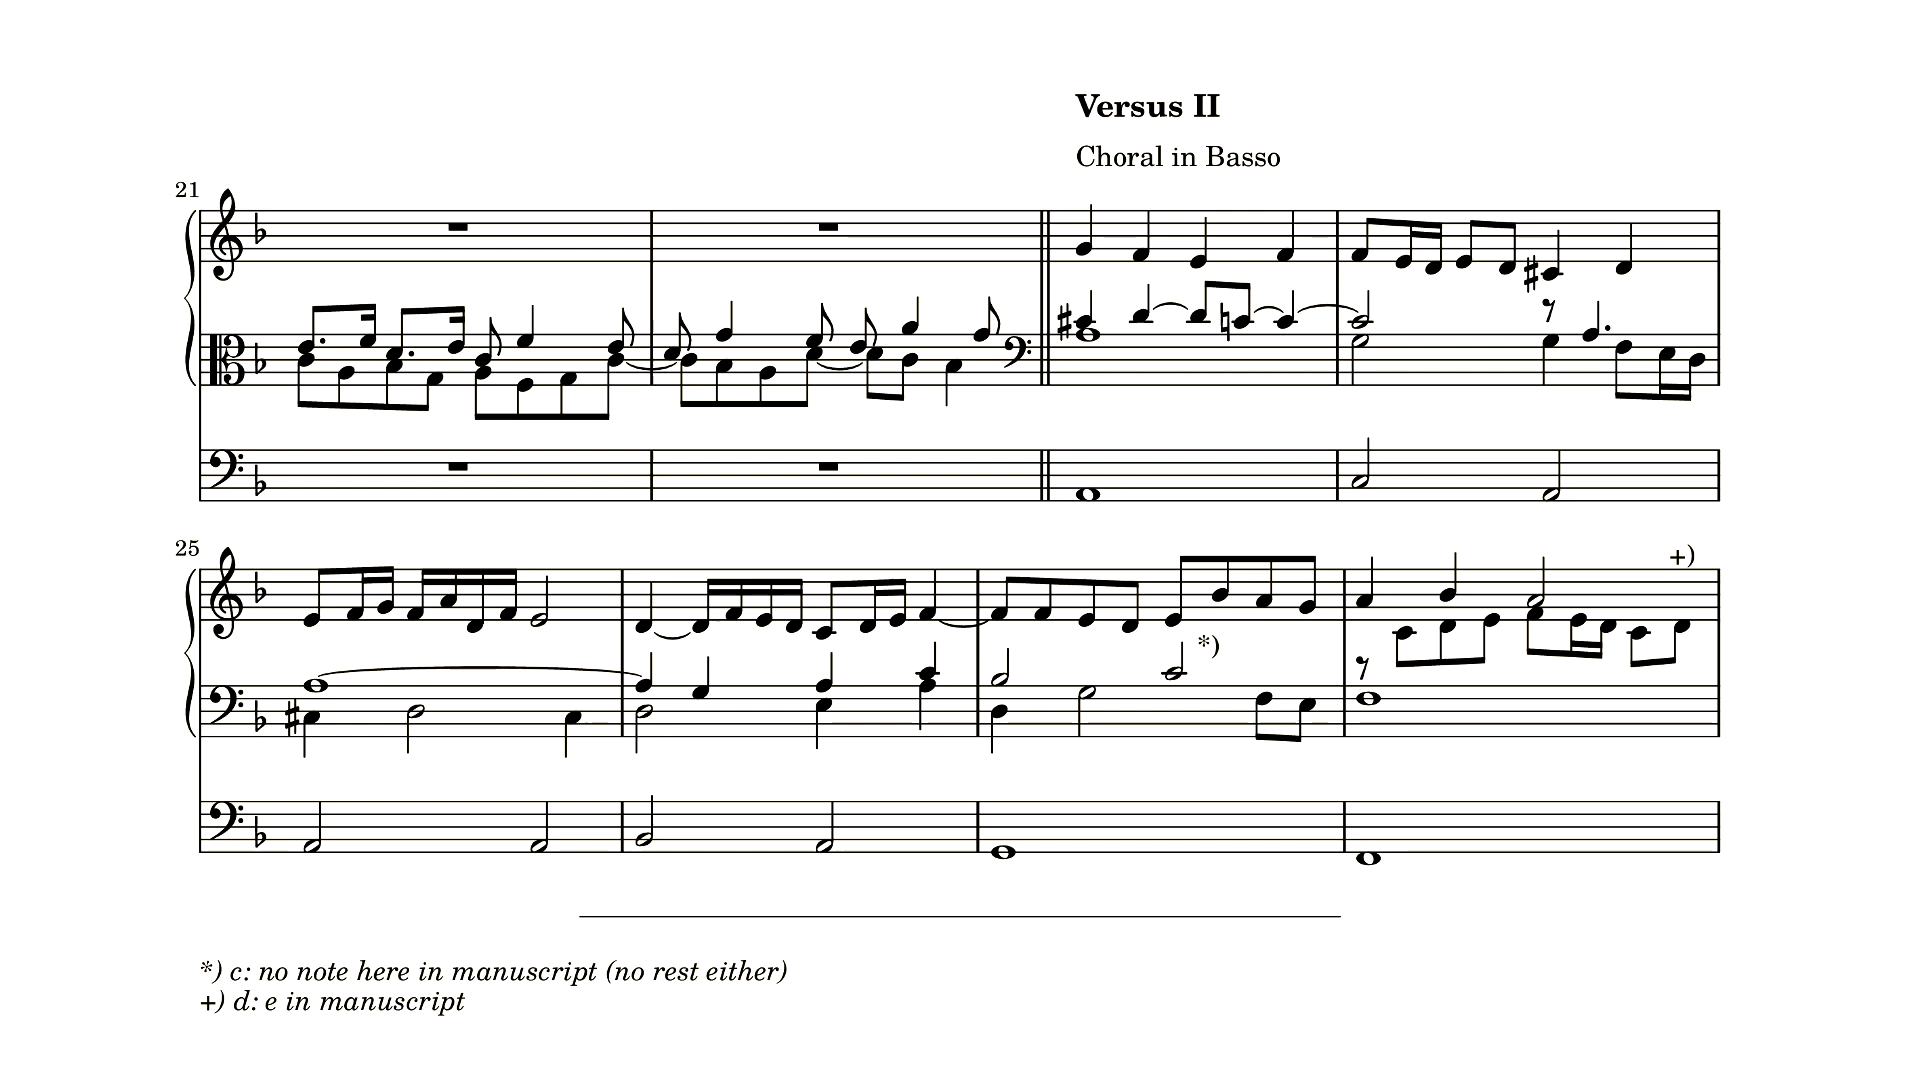 Versus II
Choral in Basso
21
25
+)
*)
*) c: no note here in manuscript (no rest either)
+) d: e in manuscript